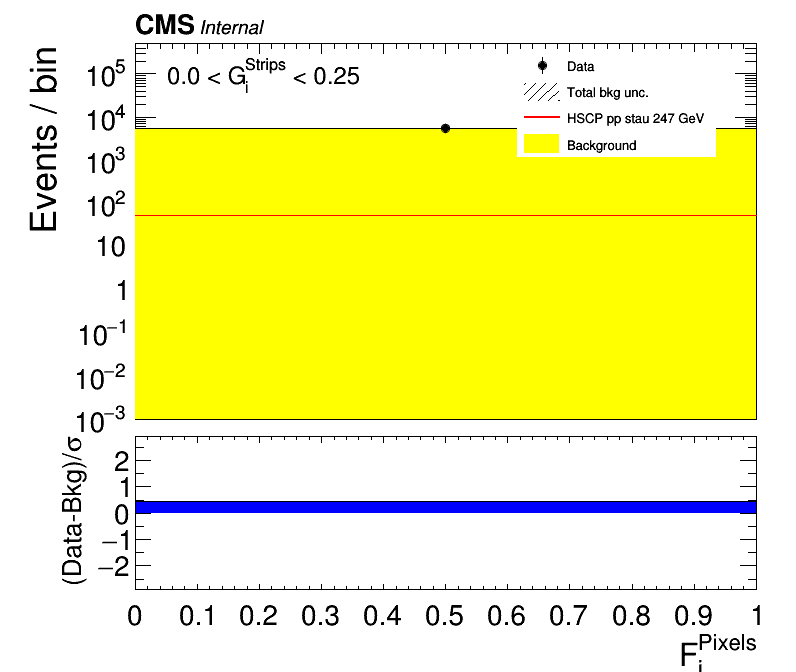 CMS Internal
0.0 < G_i^Strips < 0.25
Data
Total bkg unc.
HSCP pp stau 247 GeV
Background
Events / bin
10^5
10^4
10^3
10^2
10
1
10^−1
10^−2
10^−3
(Data-Bkg)/σ
2
1
0
−1
−2
0 0.1 0.2 0.3 0.4 0.5 0.6 0.7 0.8 0.9 1
F_i^Pixels